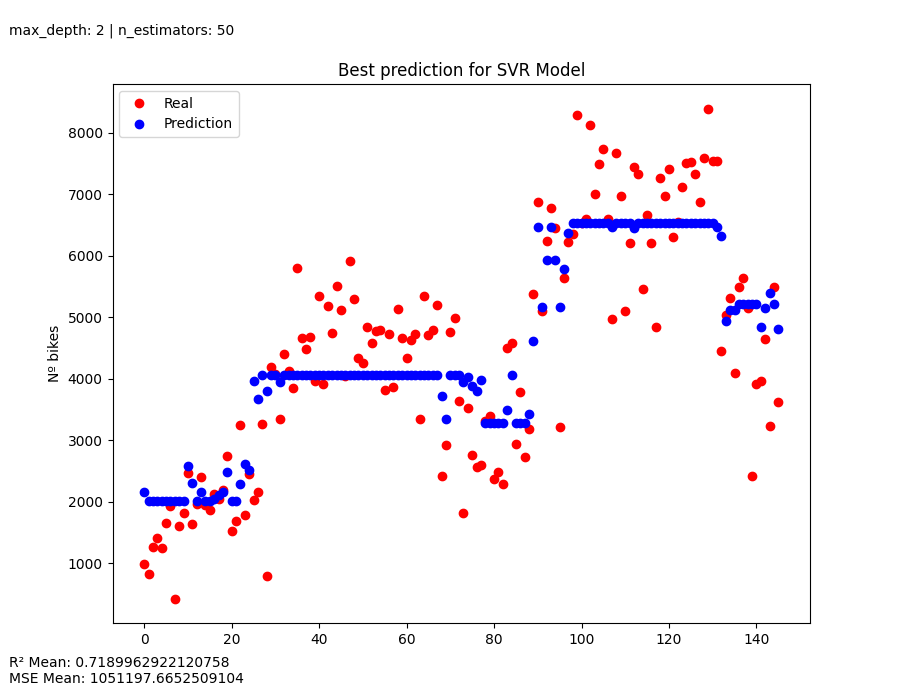 max_depth: 2 | n_estimators: 50
Best prediction for SVR Model
Real
Prediction
Nº bikes
8000
7000
6000
5000
4000
3000
2000
1000
0 20 40 60 80 100 120 140
R² Mean: 0.7189962922120758
MSE Mean: 1051197.6652509104